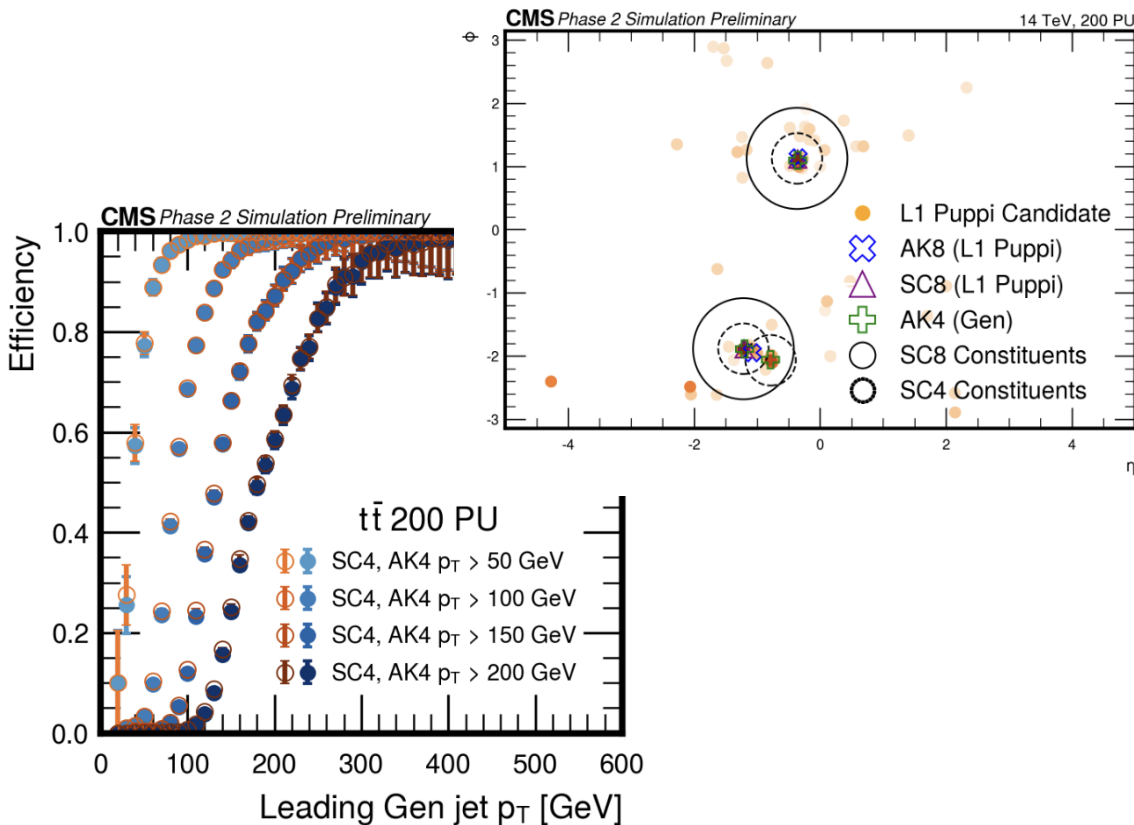 CMS Phase 2 Simulation Preliminary 14 TeV, 200 PU
ϕ
3
2
1
0
-1
-2
-3
-4 -2 0 2 4
η
L1 Puppi Candidate
AK8 (L1 Puppi)
SC8 (L1 Puppi)
AK4 (Gen)
SC8 Constituents
SC4 Constituents
CMS Phase 2 Simulation Preliminary
Efficiency
1.0
0.8
0.6
0.4
0.2
0.0
tt̄ 200 PU
SC4, AK4 pT > 50 GeV
SC4, AK4 pT > 100 GeV
SC4, AK4 pT > 150 GeV
SC4, AK4 pT > 200 GeV
0 100 200 300 400 500 600
Leading Gen jet pT [GeV]